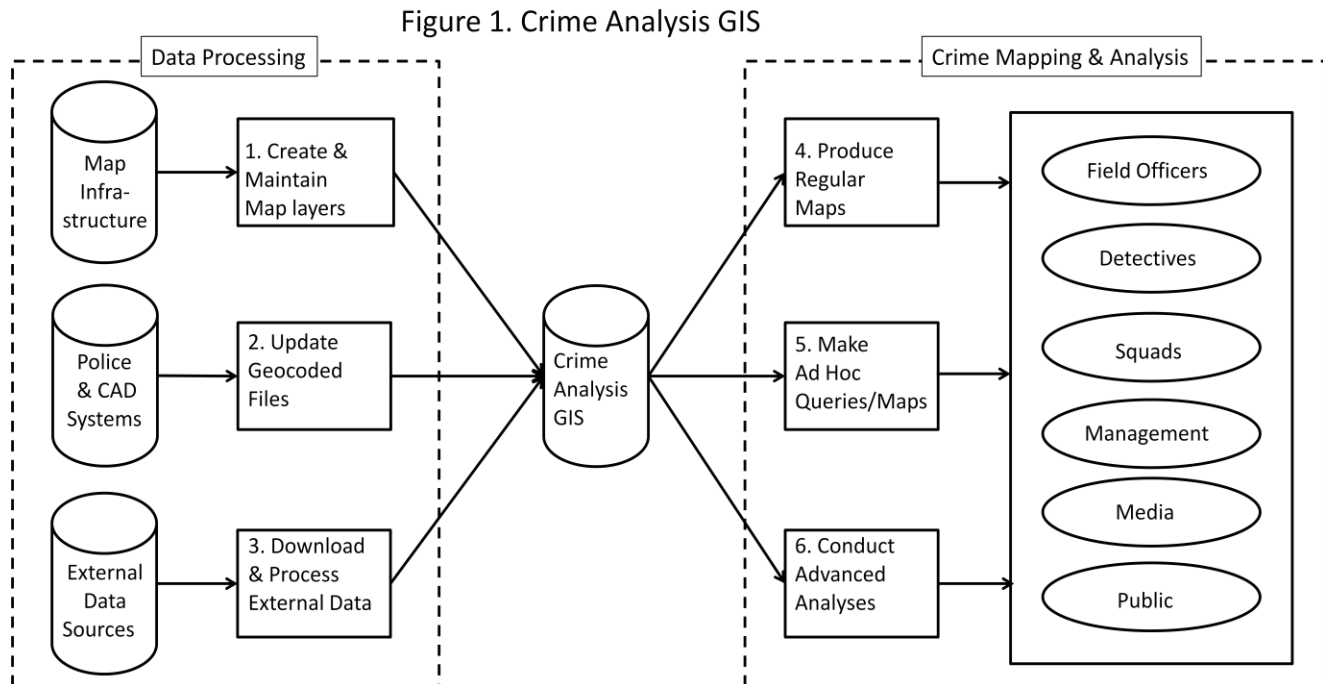 Figure 1. Crime Analysis GIS
Data Processing
Map
Infra-
structure
1. Create &
Maintain
Map layers
Police
& CAD
Systems
2. Update
Geocoded
Files
External
Data
Sources
3. Download
& Process
External Data
Crime
Analysis
GIS
Crime Mapping & Analysis
4. Produce
Regular
Maps
5. Make
Ad Hoc
Queries/Maps
6. Conduct
Advanced
Analyses
Field Officers
Detectives
Squads
Management
Media
Public